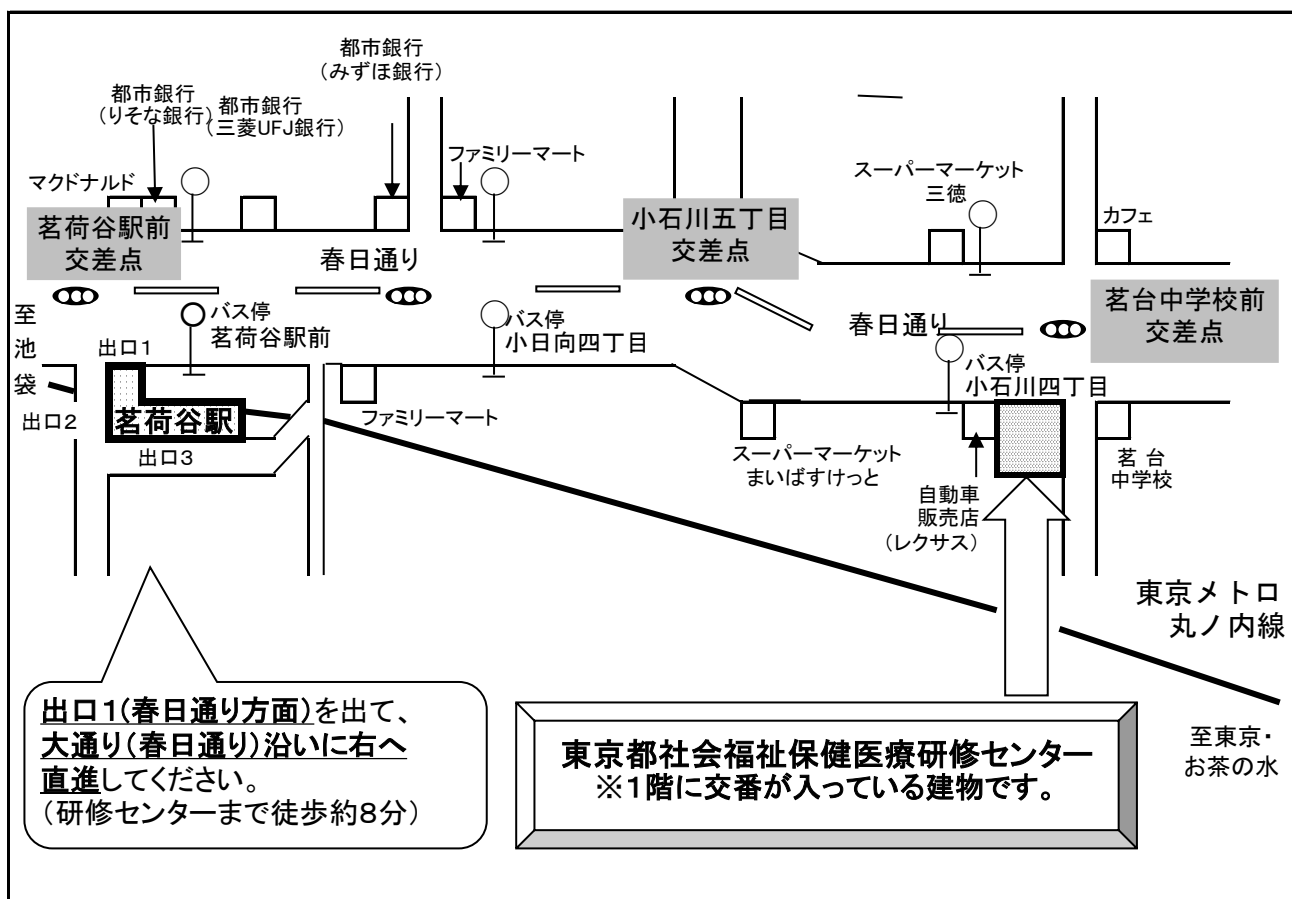 都市銀行
(みずほ銀行)
都市銀行
(りそな銀行)
都市銀行
(三菱UFJ銀行)
ファミリーマート
マクドナルド
スーパーマーケット
三徳
カフェ
茗荷谷駅前
交差点
春日通り
小石川五丁目
交差点
茗台中学校前
交差点
春日通り
至
池
袋
バス停
茗荷谷駅前
バス停
小日向四丁目
バス停
小石川四丁目
出口1
出口2
茗荷谷駅
出口3
ファミリーマート
スーパーマーケット
まいばすけっと
自動車
販売店
(レクサス)
茗台
中学校
東京メトロ
丸ノ内線
至東京・
お茶の水
出口1(春日通り方面)を出て、
大通り(春日通り)沿いに右へ
直進してください。
(研修センターまで徒歩約8分)
東京都社会福祉保健医療研修センター
※1階に交番が入っている建物です。